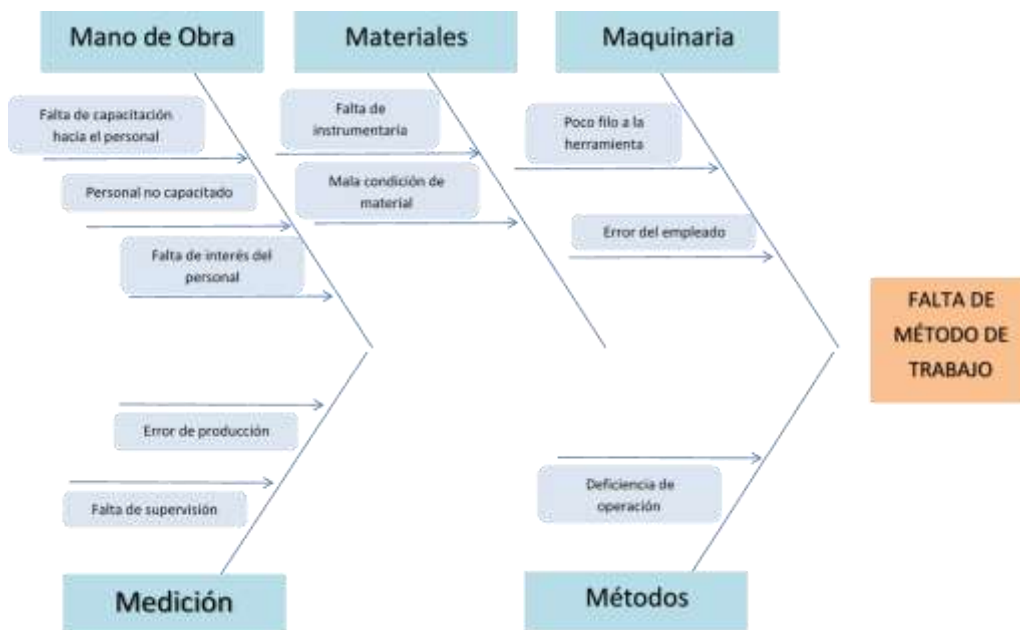 Mano de Obra
Materiales
Maquinaria
Falta de capacitación
hacia el personal
Personal no capacitado
Falta de interés del
personal
Falta de
instrumentaría
Mala condición de
material
Poco filo a la
herramienta
Error del empleado
FALTA DE
MÉTODO DE
TRABAJO
Error de producción
Falta de supervisión
Deficiencia de
operación
Medición
Métodos